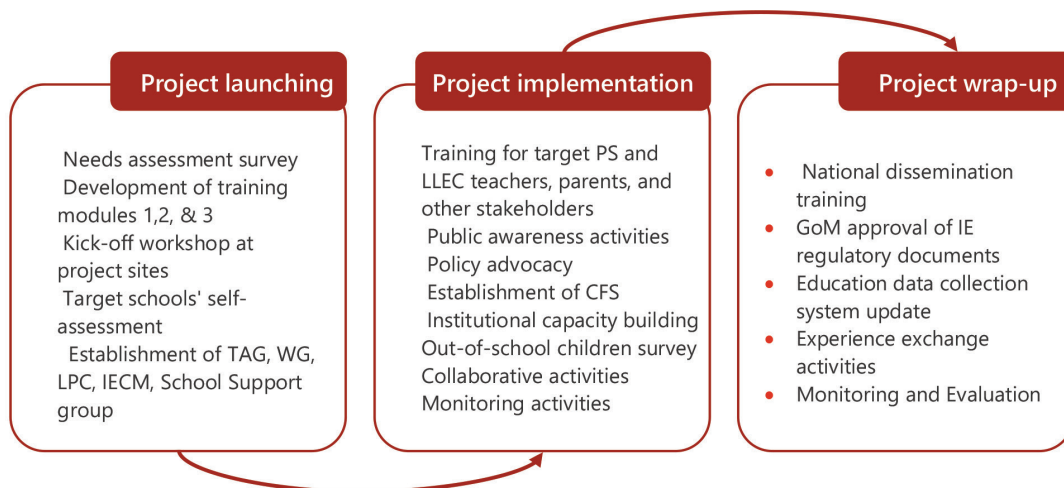 Project launching
Needs assessment survey
Development of training
modules 1,2, & 3
Kick-off workshop at
project sites
Target schools' self-
assessment
Establishment of TAG, WG,
LPC, IECM, School Support
group
Project implementation
Training for target PS and
LLEC teachers, parents, and
other stakeholders
Public awareness activities
Policy advocacy
Establishment of CFS
Institutional capacity building
Out-of-school children survey
Collaborative activities
Monitoring activities
Project wrap-up
• National dissemination
training
• GoM approval of IE
regulatory documents
• Education data collection
system update
• Experience exchange
activities
• Monitoring and Evaluation